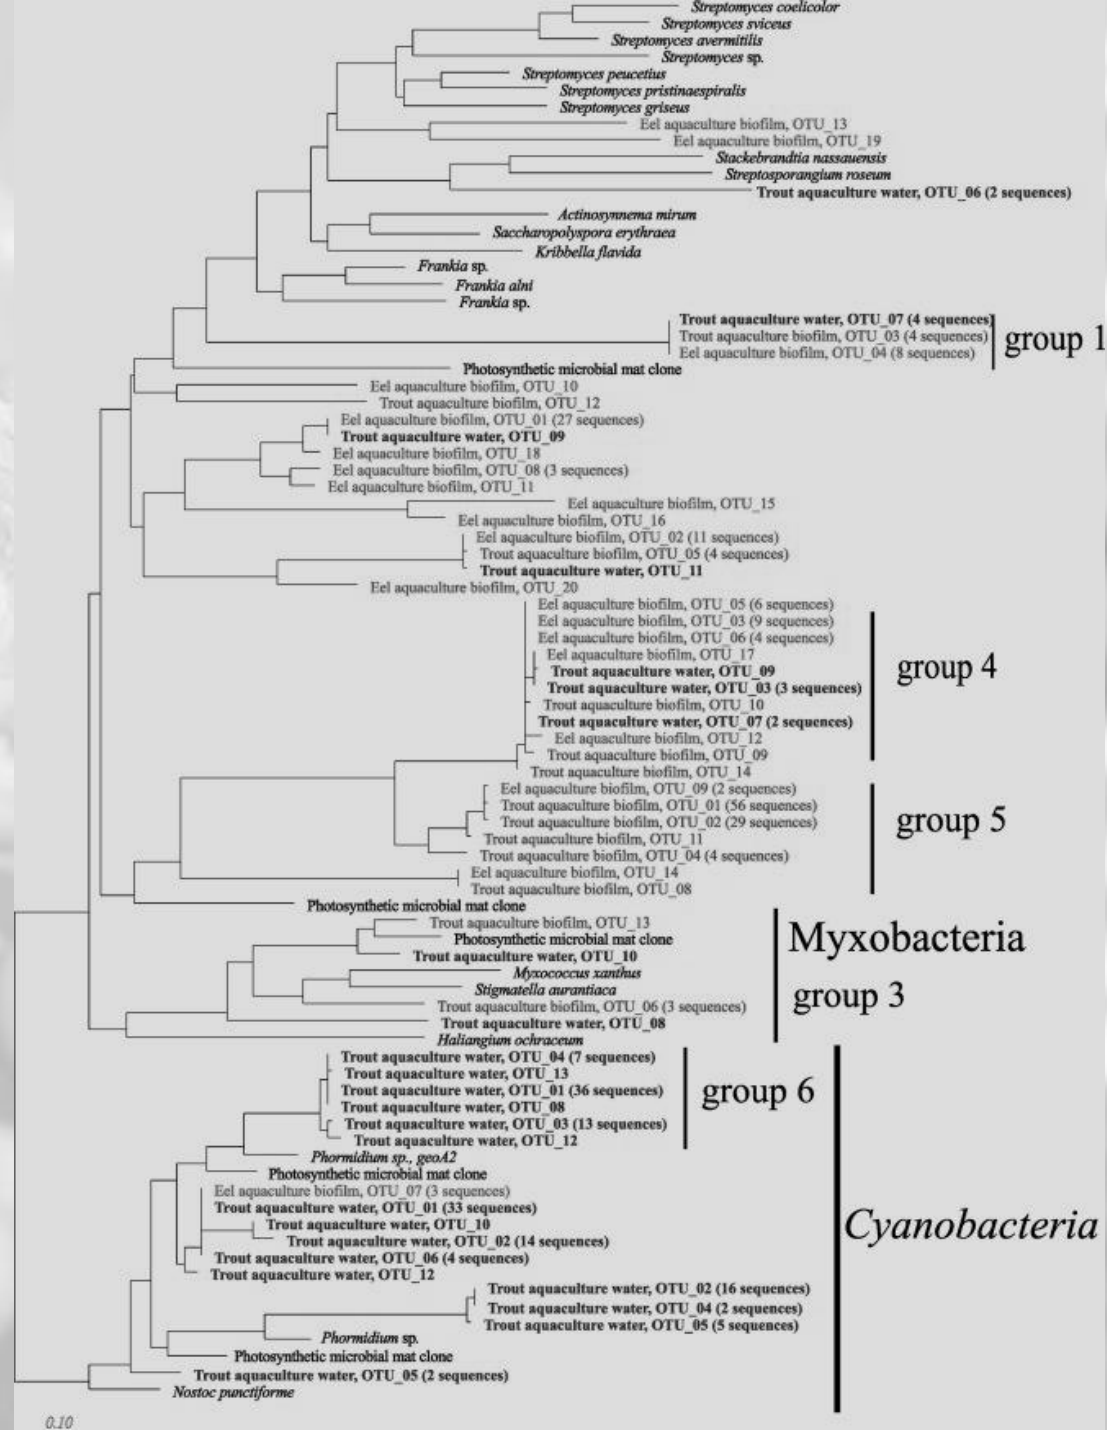 Streptomyces coelicolor
Streptomyces sviceus
Streptomyces avermitilis
Streptomyces sp.
Streptomyces peucetius
Streptomyces pristinaespiralis
Streptomyces griseus
Eel aquaculture biofilm, OTU_13
Eel aquaculture biofilm, OTU_19
Stackebrandtia nassauensis
Streptosporangium roseum
Trout aquaculture water, OTU_06 (2 sequences)
Actinosynnema mirum
Saccharopolyspora erythraea
Kribbella flavida
Frankia sp.
Frankia alni
Frankia sp.
Trout aquaculture water, OTU_07 (4 sequences)
Trout aquaculture biofilm, OTU_03 (4 sequences)
group 1
Eel aquaculture biofilm, OTU_04 (8 sequences)
Photosynthetic microbial mat clone
Eel aquaculture biofilm, OTU_10
Trout aquaculture biofilm, OTU_12
Eel aquaculture biofilm, OTU_01 (27 sequences)
Trout aquaculture water, OTU_09
Eel aquaculture biofilm, OTU_18
Eel aquaculture biofilm, OTU_08 (3 sequences)
Eel aquaculture biofilm, OTU_11
Eel aquaculture biofilm, OTU_15
Eel aquaculture biofilm, OTU_16
Eel aquaculture biofilm, OTU_02 (11 sequences)
Trout aquaculture biofilm, OTU_05 (4 sequences)
Trout aquaculture water, OTU_11
Eel aquaculture biofilm, OTU_20
Eel aquaculture biofilm, OTU_05 (6 sequences)
Eel aquaculture biofilm, OTU_03 (9 sequences)
Eel aquaculture biofilm, OTU_06 (4 sequences)
Eel aquaculture biofilm, OTU_17
group 4
Trout aquaculture water, OTU_09
Trout aquaculture water, OTU_03 (3 sequences)
Trout aquaculture biofilm, OTU_10
Trout aquaculture water, OTU_07 (2 sequences)
Eel aquaculture biofilm, OTU_12
Trout aquaculture biofilm, OTU_09
Trout aquaculture biofilm, OTU_14
Eel aquaculture biofilm, OTU_09 (2 sequences)
Trout aquaculture biofilm, OTU_01 (56 sequences)
Trout aquaculture biofilm, OTU_02 (29 sequences)
group 5
Trout aquaculture biofilm, OTU_11
Trout aquaculture biofilm, OTU_04 (4 sequences)
Eel aquaculture biofilm, OTU_14
Trout aquaculture biofilm, OTU_08
Photosynthetic microbial mat clone
Trout aquaculture biofilm, OTU_13
Photosynthetic microbial mat clone
Myxobacteria
Trout aquaculture water, OTU_10
Myxococcus xanthus
Stigmatella aurantiaca
group 3
Trout aquaculture biofilm, OTU_06 (3 sequences)
Trout aquaculture water, OTU_08
Haliangium ochraceum
Trout aquaculture water, OTU_04 (7 sequences)
Trout aquaculture water, OTU_13
Trout aquaculture water, OTU_01 (36 sequences)
group 6
Trout aquaculture water, OTU_08
Trout aquaculture water, OTU_03 (13 sequences)
Trout aquaculture water, OTU_12
Phormidium sp., geoA2
Photosynthetic microbial mat clone
Eel aquaculture biofilm, OTU_07 (3 sequences)
Trout aquaculture water, OTU_01 (33 sequences)
Trout aquaculture water, OTU_10
Cyanobacteria
Trout aquaculture water, OTU_02 (14 sequences)
Trout aquaculture water, OTU_06 (4 sequences)
Trout aquaculture water, OTU_12
Trout aquaculture water, OTU_02 (16 sequences)
Trout aquaculture water, OTU_04 (2 sequences)
Trout aquaculture water, OTU_05 (5 sequences)
Phormidium sp.
Photosynthetic microbial mat clone
Trout aquaculture water, OTU_05 (2 sequences)
Nostoc punctiforme
0.10